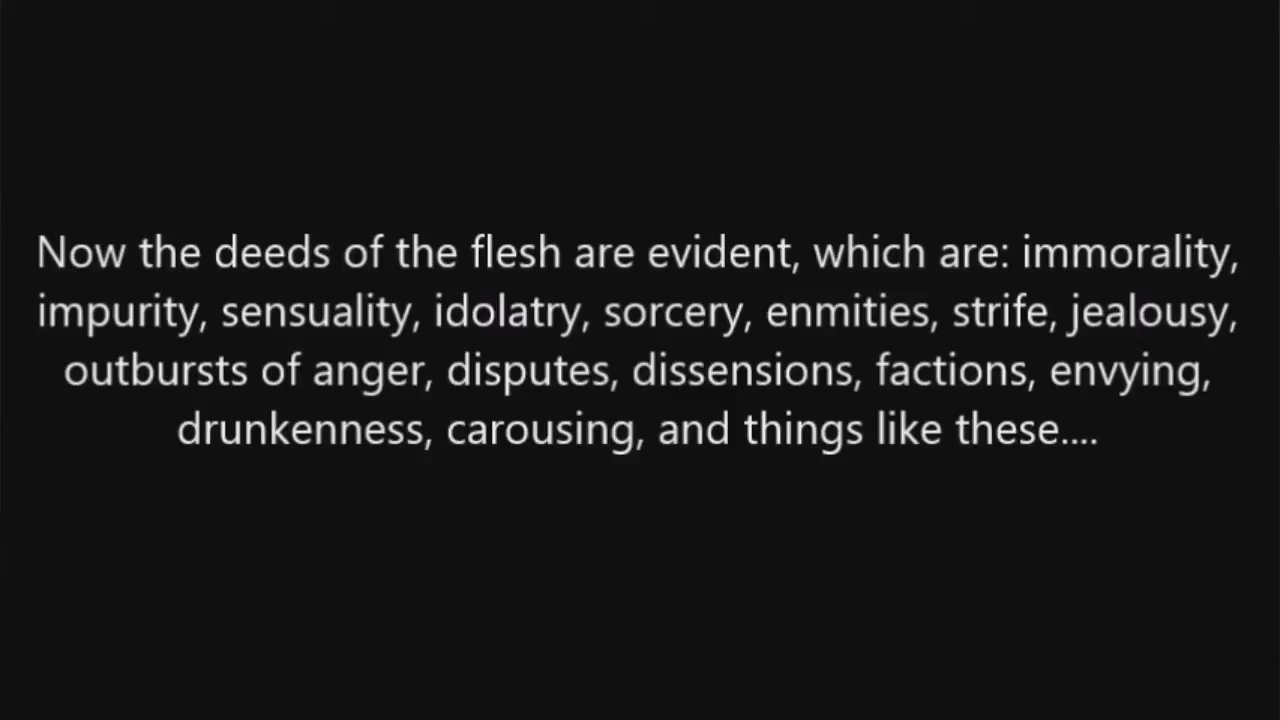 Now the deeds of the flesh are evident, which are: immorality,
impurity, sensuality, idolatry, sorcery, enmities, strife, jealousy,
outbursts of anger, disputes, dissensions, factions, envying,
drunkenness, carousing, and things like these....